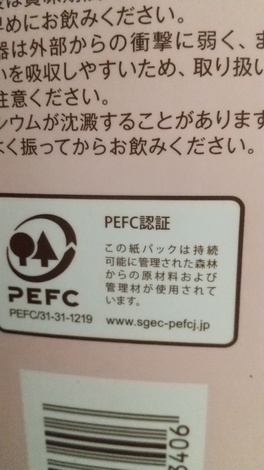 早めにお飲みください。
器は外部からの衝撃に弱く、ま
いを吸収しやすいため、取り扱い
注意ください。
シウムが沈澱することがあります
よく振ってからお飲みください。
PEFC認証
この紙パックは持続
可能に管理された森林
からの原材料および
管理材が使用されて
います。
PEFC
PEFC/31-31-1219
www.sgec-pefcj.jp
3406